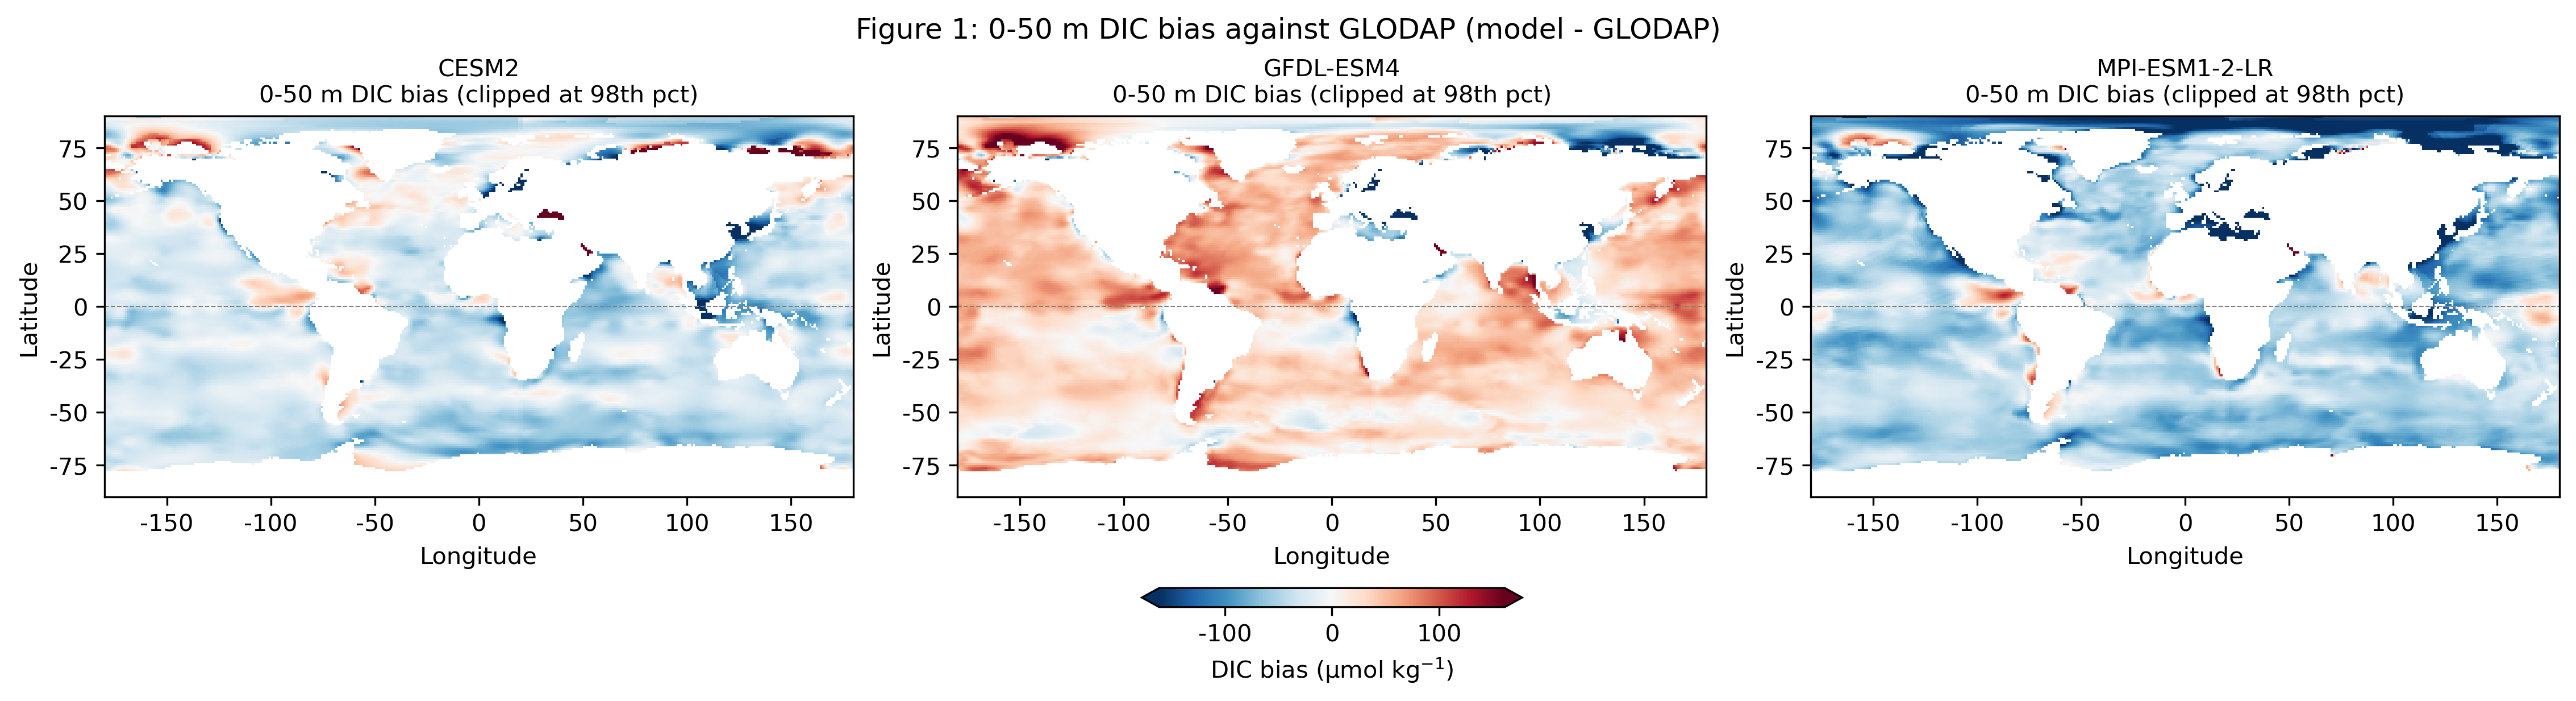 Figure 1: 0-50 m DIC bias against GLODAP (model - GLODAP)
CESM2
0-50 m DIC bias (clipped at 98th pct)
75
50
25
0
-25
-50
-75
Latitude
-150 -100 -50 0 50 100 150
Longitude
GFDL-ESM4
0-50 m DIC bias (clipped at 98th pct)
75
50
25
0
-25
-50
-75
Latitude
-150 -100 -50 0 50 100 150
Longitude
MPI-ESM1-2-LR
0-50 m DIC bias (clipped at 98th pct)
75
50
25
0
-25
-50
-75
Latitude
-150 -100 -50 0 50 100 150
Longitude
-100 0 100
DIC bias (μmol kg⁻¹)